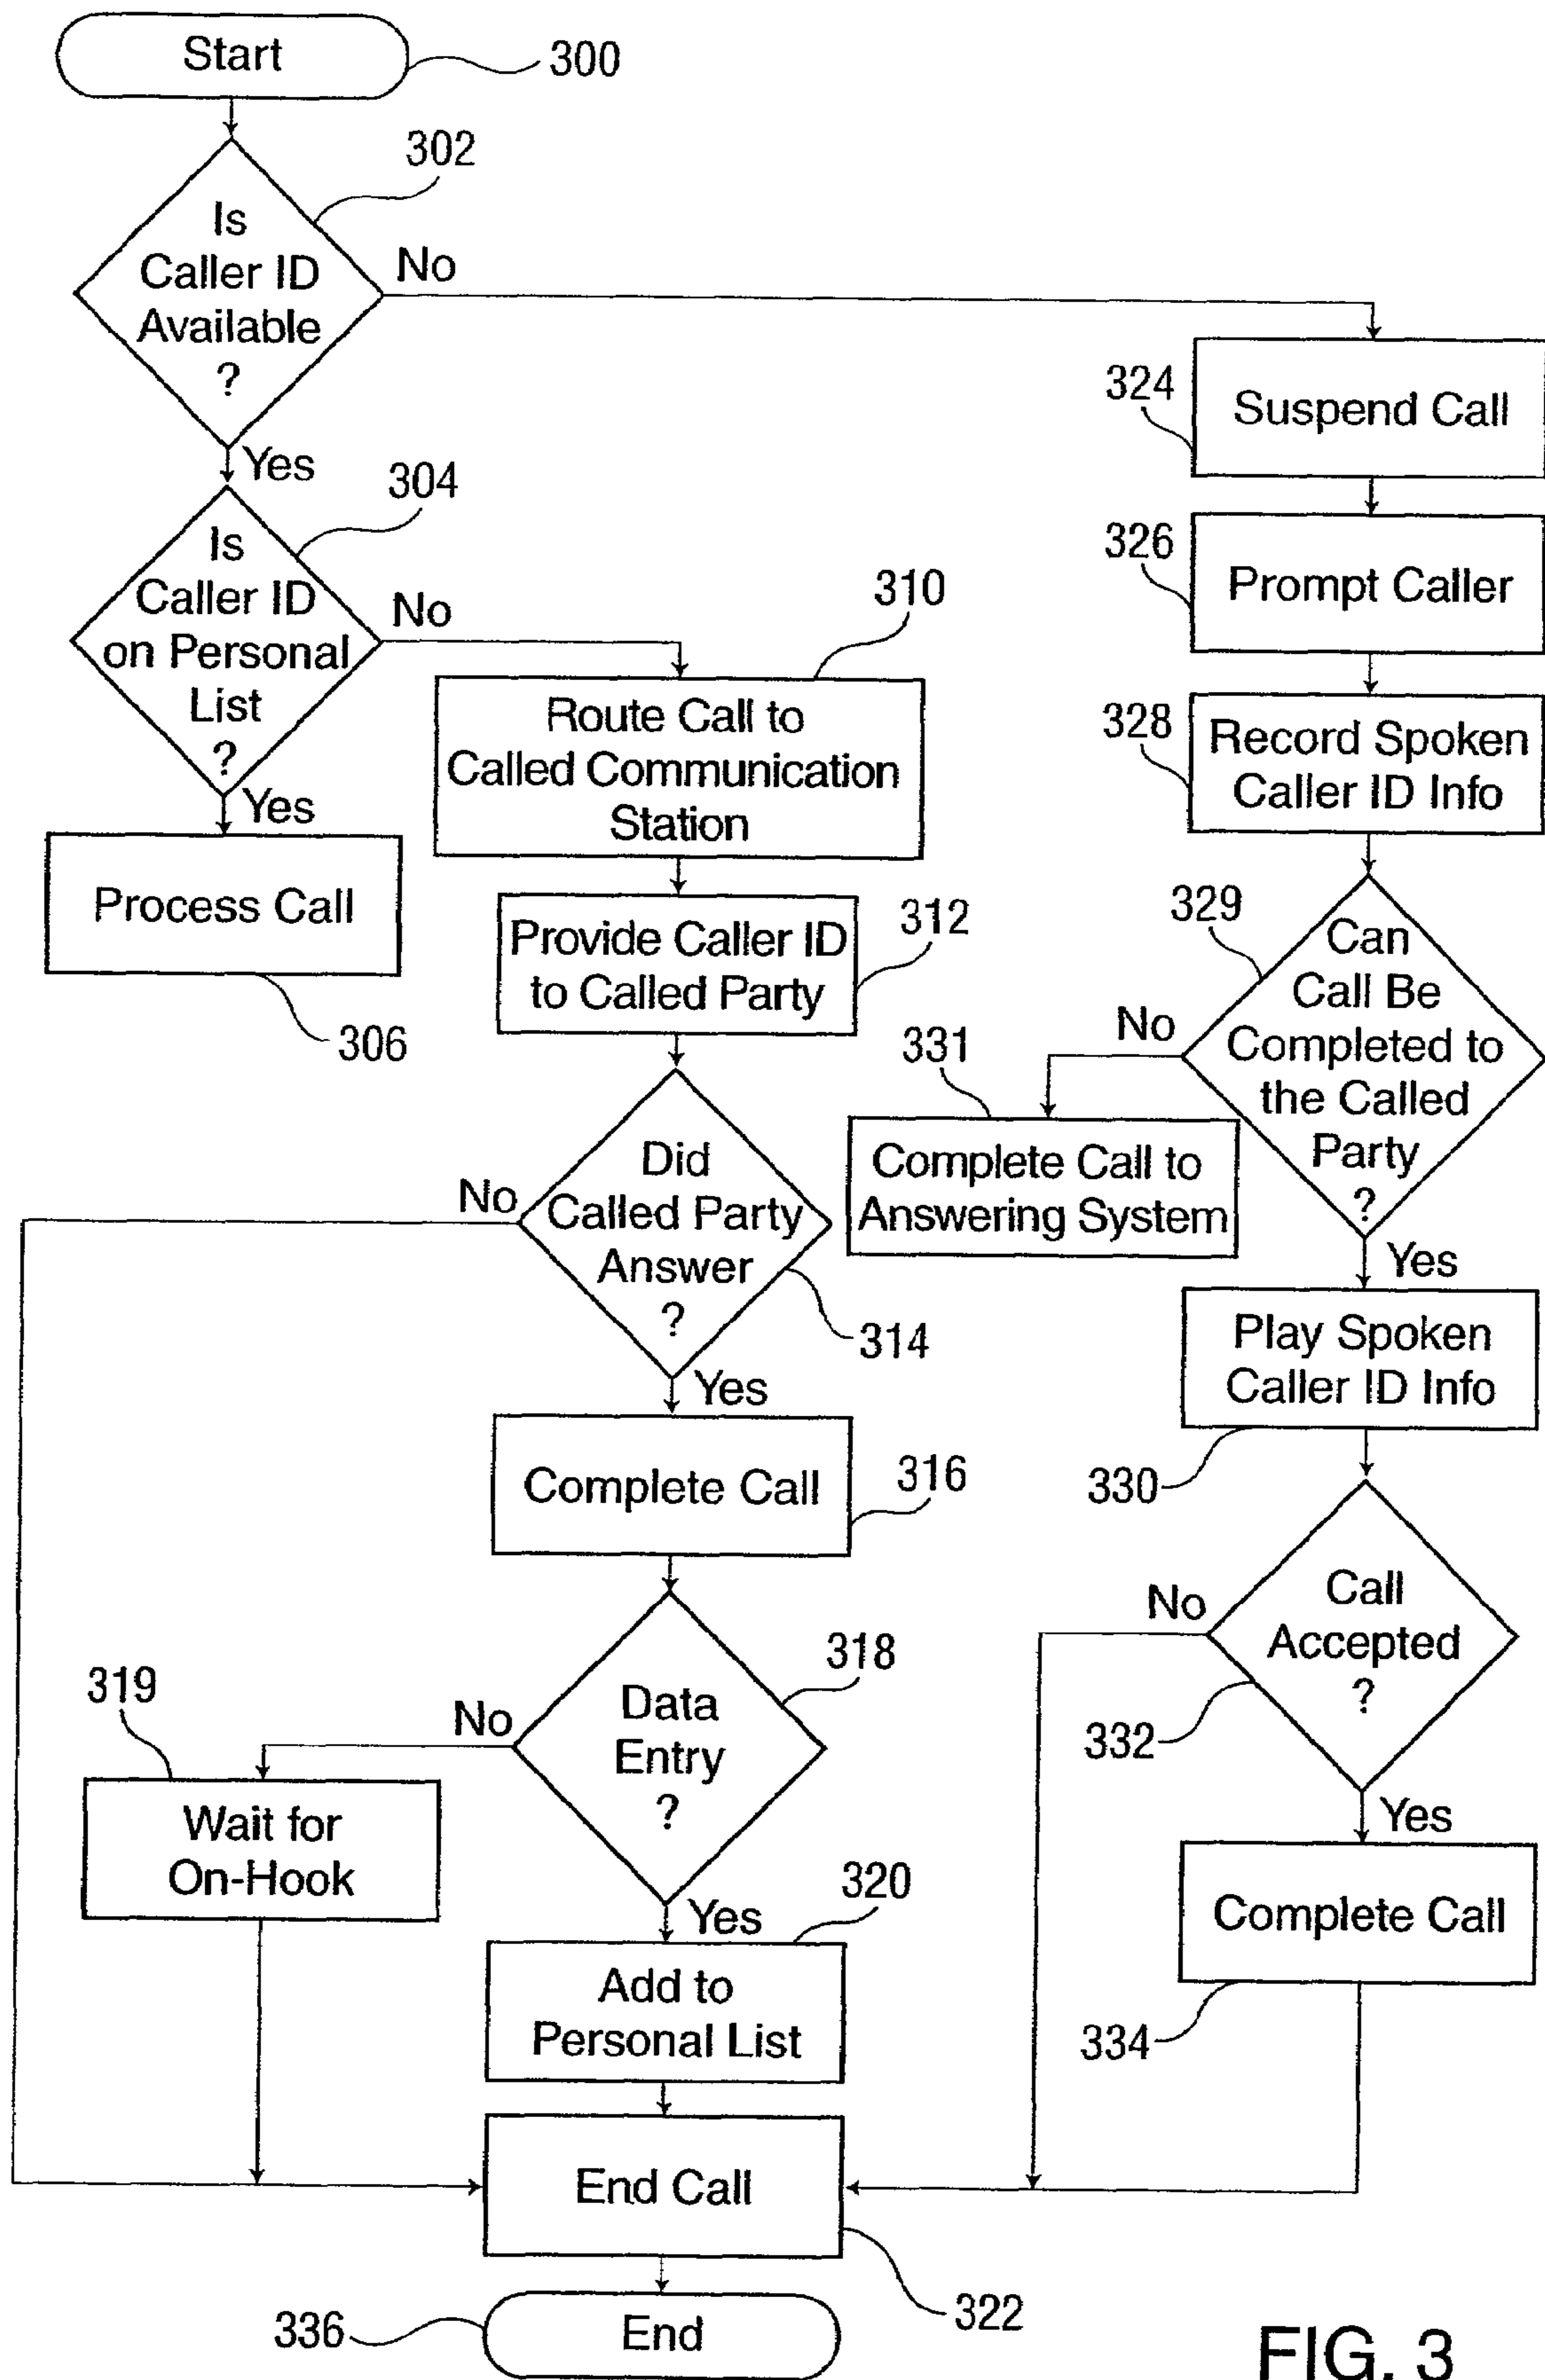 Start
300
302
Is
Caller ID
Available
?
No
Yes
304
Is
Caller ID
on Personal
List
?
No
Yes
Process Call
306
310
Route Call to
Called Communication
Station
312
Provide Caller ID
to Called Party
Did
Called Party
Answer
?
No
314
Yes
Complete Call
316
318
Data
Entry
?
No
319
Wait for
On-Hook
Yes
320
Add to
Personal List
End Call
322
End
336
324
Suspend Call
326
Prompt Caller
328
Record Spoken
Caller ID Info
329
Can
Call Be
Completed to
the Called
Party
?
No
331
Complete Call to
Answering System
Yes
Play Spoken
Caller ID Info
330
Call
Accepted
?
No
332
Yes
Complete Call
334
FIG. 3